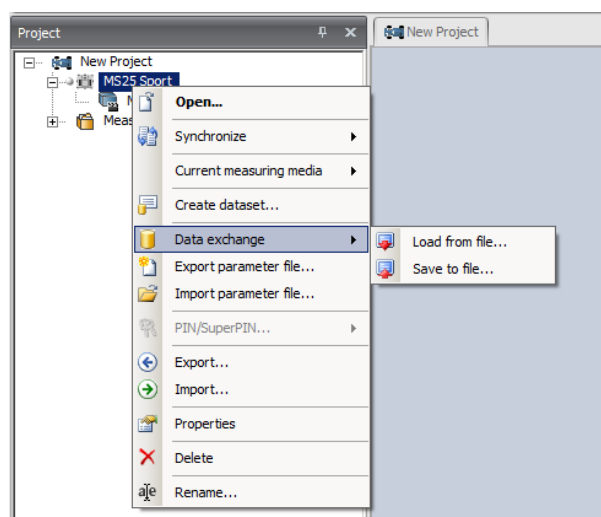 Project
New Project
New Project
MS25 Sport
M
Meas
Open...
Synchronize
Current measuring media
Create dataset...
Data exchange
Load from file...
Save to file...
Export parameter file...
Import parameter file...
PIN/SuperPIN...
Export...
Import...
Properties
Delete
Rename...